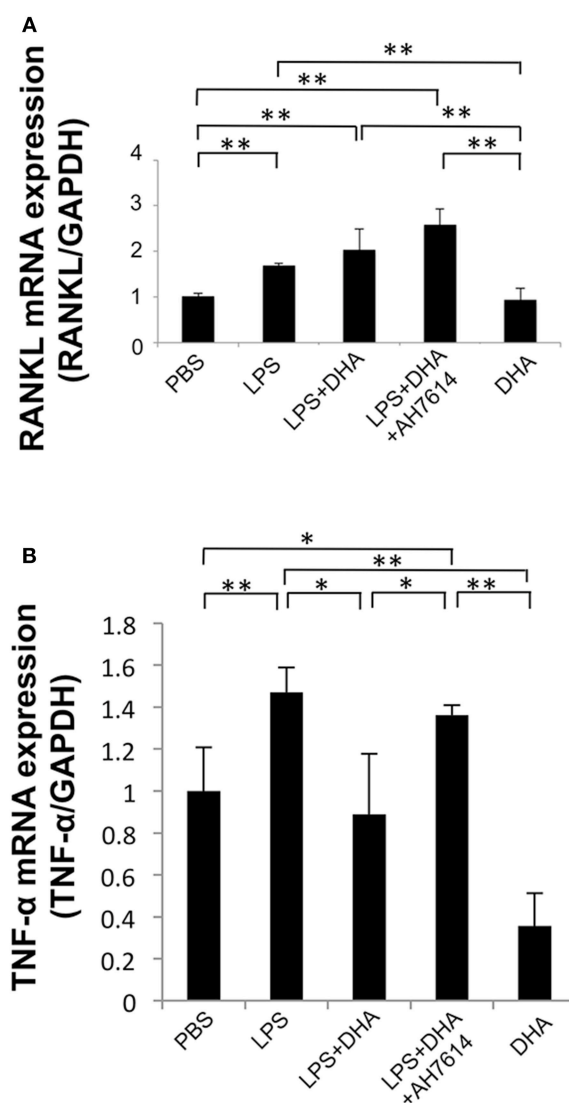 A
RANKL mRNA expression
(RANKL/GAPDH)
**
**
** **
** **
4
3
2
1
0
PBS
LPS
LPS+DHA
LPS+DHA
+AH7614
DHA
B
TNF-α mRNA expression
(TNF-α/GAPDH)
*
**
** * * **
1.8
1.6
1.4
1.2
1
0.8
0.6
0.4
0.2
0
PBS
LPS
LPS+DHA
LPS+DHA
+AH7614
DHA